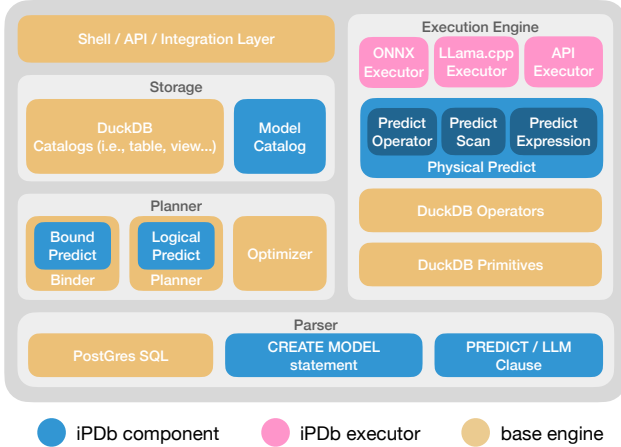 Shell / API / Integration Layer
Storage
DuckDB
Catalogs (i.e., table, view...)
Model
Catalog
Planner
Bound
Predict
Binder
Logical
Predict
Planner
Optimizer
Execution Engine
ONNX
Executor
LLama.cpp
Executor
API
Executor
Predict
Operator
Predict
Scan
Predict
Expression
Physical Predict
DuckDB Operators
DuckDB Primitives
Parser
PostGres SQL
CREATE MODEL
statement
PREDICT / LLM
Clause
iPDb component
iPDb executor
base engine